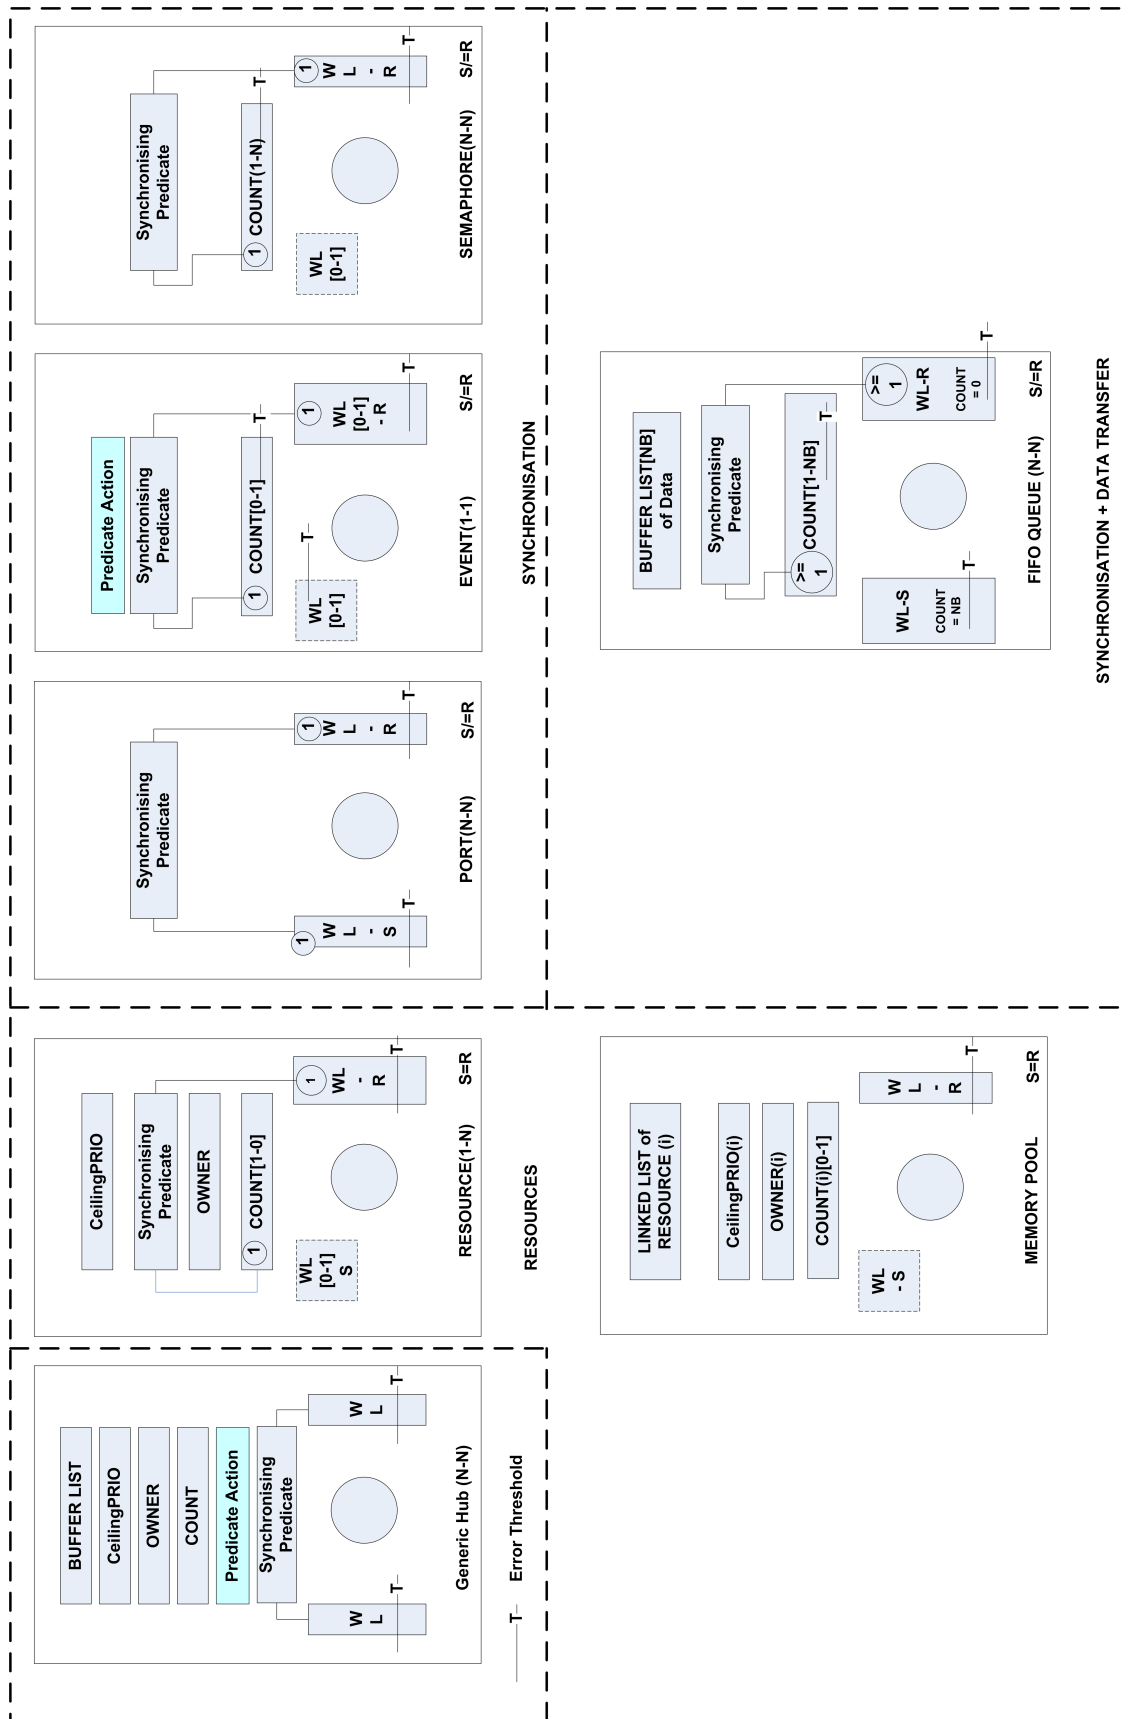 BUFFER LIST
CeilingPRIO
OWNER
COUNT
Predicate Action
Synchronising
Predicate
W
L
T
W
L
T
Generic Hub (N-N)
T
Error Threshold
CeilingPRIO
Synchronising
Predicate
OWNER
1
COUNT[1-0]
WL
[0-1]
S
1
WL
-
R
T
RESOURCE(1-N)
S=R
RESOURCES
Synchronising
Predicate
1
W
L
-
S
T
1
W
L
-
R
T
PORT(N-N)
S/=R
Predicate Action
Synchronising
Predicate
1
COUNT[0-1]
T
WL
[0-1]
T
1
WL
[0-1]
- R
T
EVENT(1-1)
S/=R
SYNCHRONISATION
Synchronising
Predicate
1
COUNT(1-N)
T
WL
[0-1]
1
W
L
-
R
T
SEMAPHORE(N-N)
S/=R
LINKED LIST of
RESOURCE (i)
CeilingPRIO(i)
OWNER(i)
COUNT(i)[0-1]
WL
- S
W
L
-
R
T
MEMORY POOL
S=R
BUFFER LIST[NB]
of Data
Synchronising
Predicate
>=
1
COUNT[1-NB]
T
WL-S
COUNT
= NB
T
>=
1
WL-R
COUNT
= 0
T
FIFO QUEUE (N-N)
S/=R
SYNCHRONISATION + DATA TRANSFER